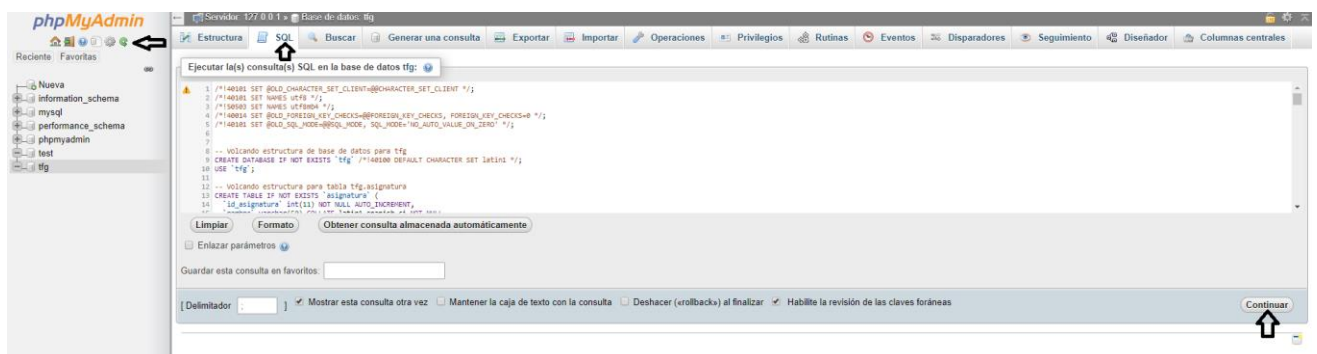 phpMyAdmin
Reciente Favoritas
Nueva
information_schema
mysql
performance_schema
phpmyadmin
test
tfg
Servidor: 127.0.0.1 » Base de datos: tfg
Estructura SQL Buscar Generar una consulta Exportar Importar Operaciones Privilegios Rutinas Eventos Disparadores Seguimiento Diseñador Columnas centrales
Ejecutar la(s) consulta(s) SQL en la base de datos tfg:
1 /*!40101 SET @OLD_CHARACTER_SET_CLIENT=@@CHARACTER_SET_CLIENT */;
2 /*!40101 SET NAMES utf8 */;
3 /*!50503 SET NAMES utf8mb4 */;
4 /*!40014 SET @OLD_FOREIGN_KEY_CHECKS=@@FOREIGN_KEY_CHECKS, FOREIGN_KEY_CHECKS=0 */;
5 /*!40101 SET @OLD_SQL_MODE=@@SQL_MODE, SQL_MODE='NO_AUTO_VALUE_ON_ZERO' */;
6
7
8 -- Volcando estructura de base de datos para tfg
9 CREATE DATABASE IF NOT EXISTS `tfg` /*!40100 DEFAULT CHARACTER SET latin1 */;
10 USE `tfg`;
11
12 -- Volcando estructura para tabla tfg.asignatura
13 CREATE TABLE IF NOT EXISTS `asignatura` (
14 `id_asignatura` int(11) NOT NULL AUTO_INCREMENT,
Limpiar Formato Obtener consulta almacenada automáticamente
Enlazar parámetros
Guardar esta consulta en favoritos:
[ Delimitador ; ] Mostrar esta consulta otra vez Mantener la caja de texto con la consulta Deshacer («rollback») al finalizar Habilite la revisión de las claves foráneas
Continuar